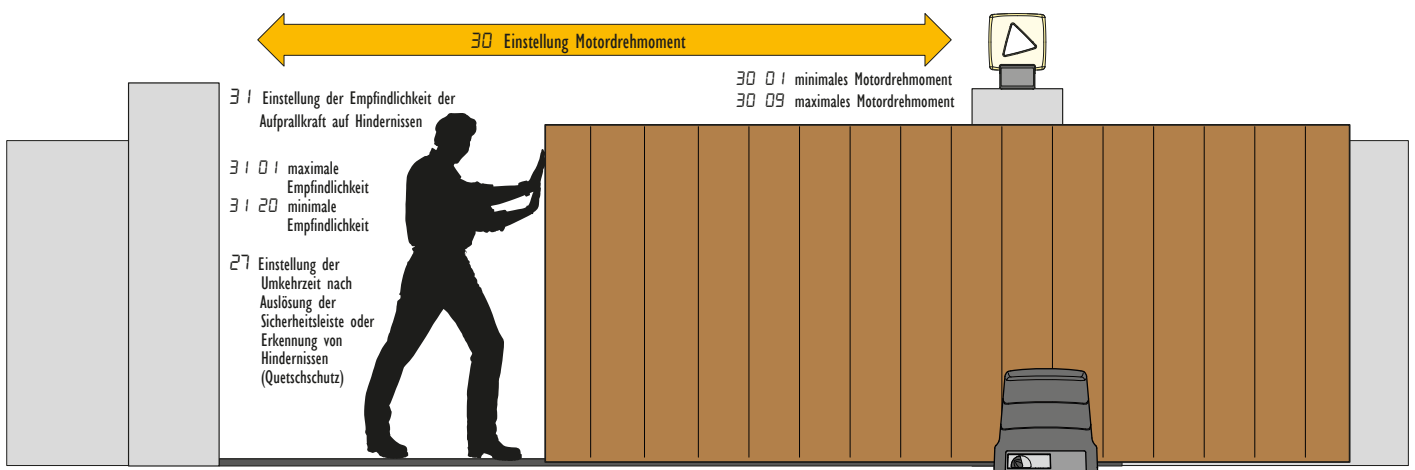 30 Einstellung Motordrehmoment
30 01 minimales Motordrehmoment
30 09 maximales Motordrehmoment
31 Einstellung der Empfindlichkeit der
Aufprallkraft auf Hindernissen
31 01 maximale
Empfindlichkeit
31 20 minimale
Empfindlichkeit
27 Einstellung der
Umkehrzeit nach
Auslösung der
Sicherheitsleiste oder
Erkennung von
Hindernissen
(Quetschschutz)